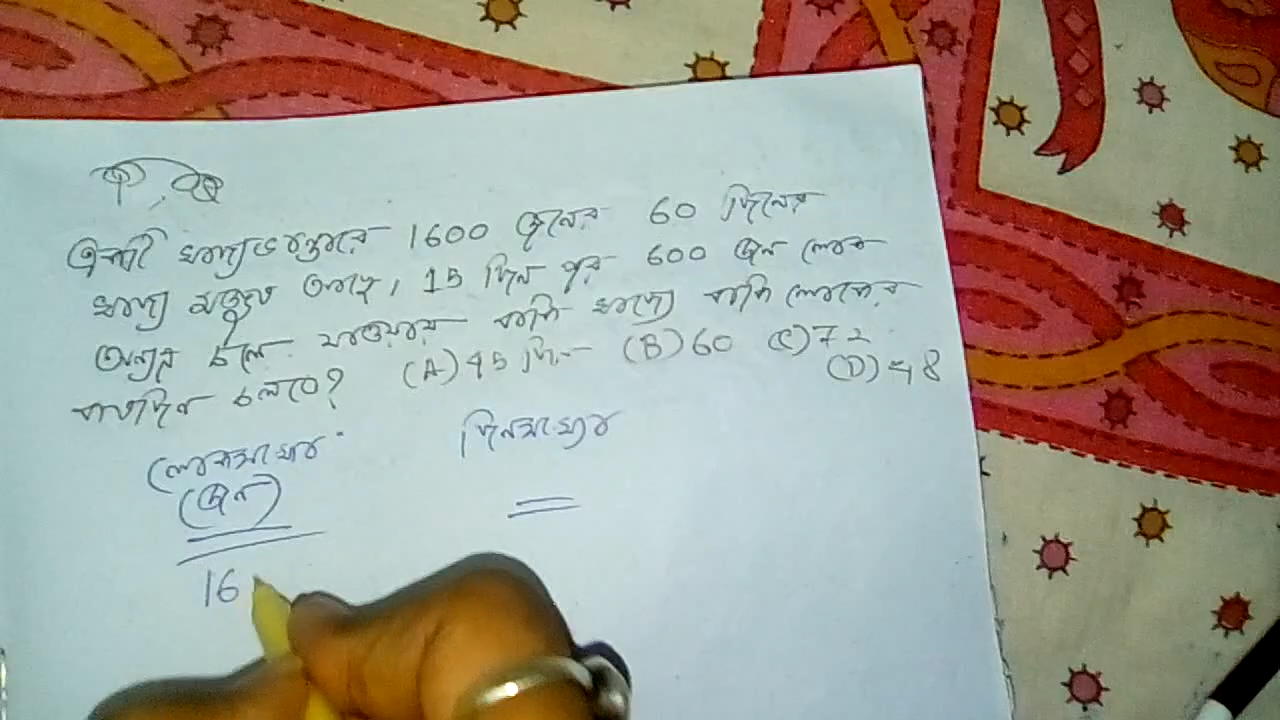 একটি খাদ্যভান্ডারে 1600 জনের 60 দিনের
খাদ্য মজুত আছে, 15 দিন পর 600 জন লোক
অন্যত্র চলে যাওয়ায় বাকি খাদ্যে বাকি লোকের
কতদিন চলবে? (A) 45 দিন (B) 60 (C) 72
(D) 48
লোকসংখ্যা দিনসংখ্যা
(জন)
16